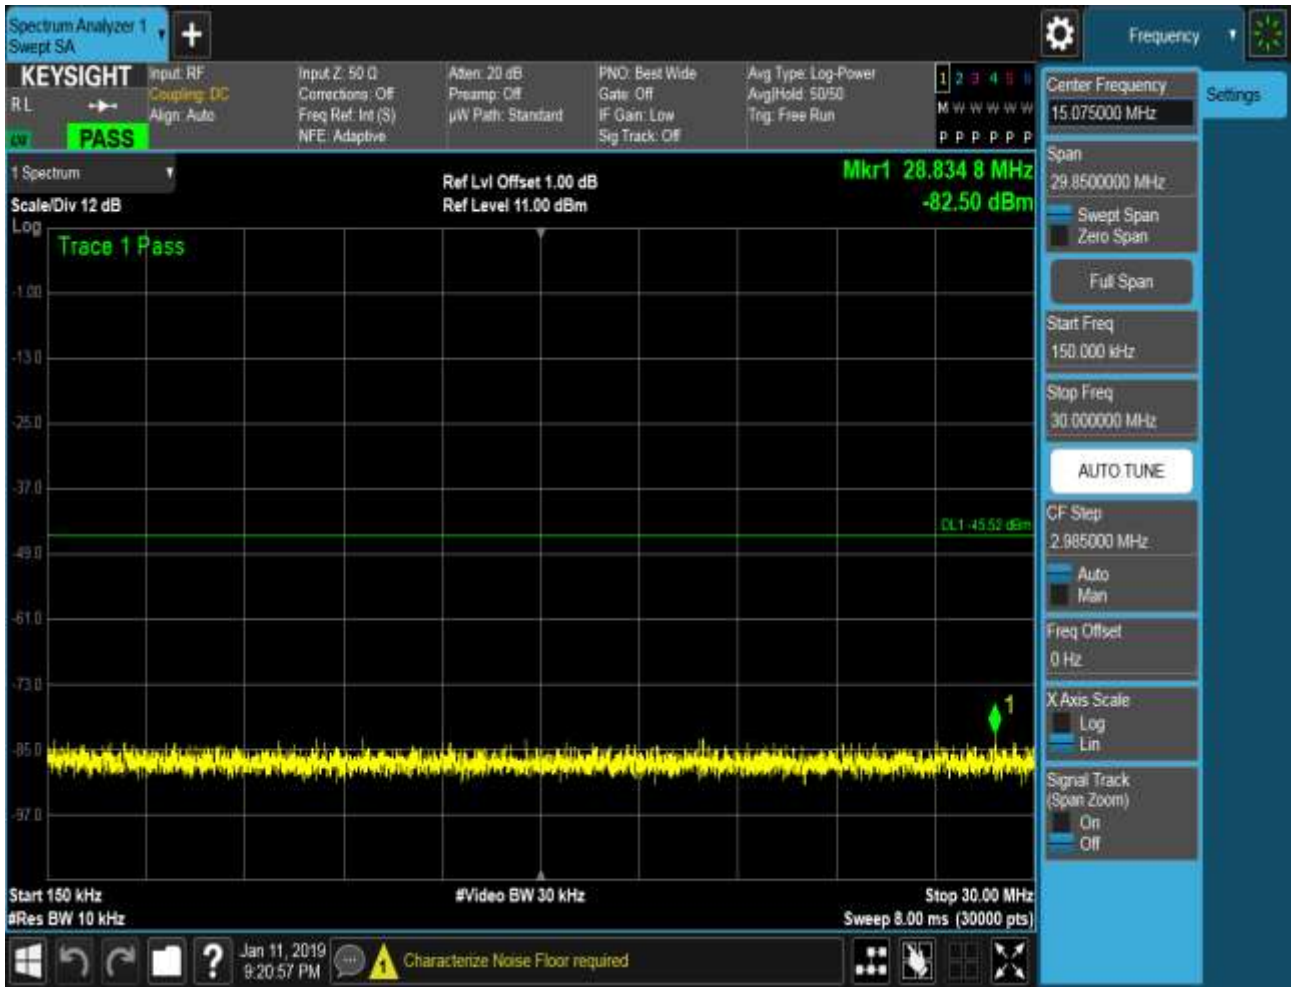 Spectrum Analyzer 1
Swept SA
+
Frequency
KEYSIGHT
Input: RF
Coupling: DC
Align: Auto
Input Z: 50 Ω
Corrections: Off
Freq Ref: Int (S)
NFE: Adaptive
Atten: 20 dB
Preamp: Off
µW Path: Standard
PNO: Best Wide
Gate: Off
IF Gain: Low
Sig Track: Off
Avg Type: Log-Power
Avg|Hold: 50/50
Trig: Free Run
1 2 3 4 5 6
M W W W W W
P P P P P P
R L
PASS
Center Frequency
15.075000 MHz
Settings
1 Spectrum
Scale/Div 12 dB
Ref Lvl Offset 1.00 dB
Ref Level 11.00 dBm
Mkr1 28.834 8 MHz
-82.50 dBm
Span
29.8500000 MHz
Swept Span
Zero Span
Log
Trace 1 Pass
Full Span
-1.00
-13.0
-25.0
-37.0
-49.0
-61.0
-73.0
-85.0
-97.0
DL1 -45.52 dBm
1
Start Freq
150.000 kHz
Stop Freq
30.000000 MHz
AUTO TUNE
CF Step
2.985000 MHz
Auto
Man
Freq Offset
0 Hz
X Axis Scale
Log
Lin
Signal Track
(Span Zoom)
On
Off
Start 150 kHz
#Video BW 30 kHz
Stop 30.00 MHz
#Res BW 10 kHz
Sweep 8.00 ms (30000 pts)
?
Jan 11, 2019
9:20:57 PM
1
Characterize Noise Floor required